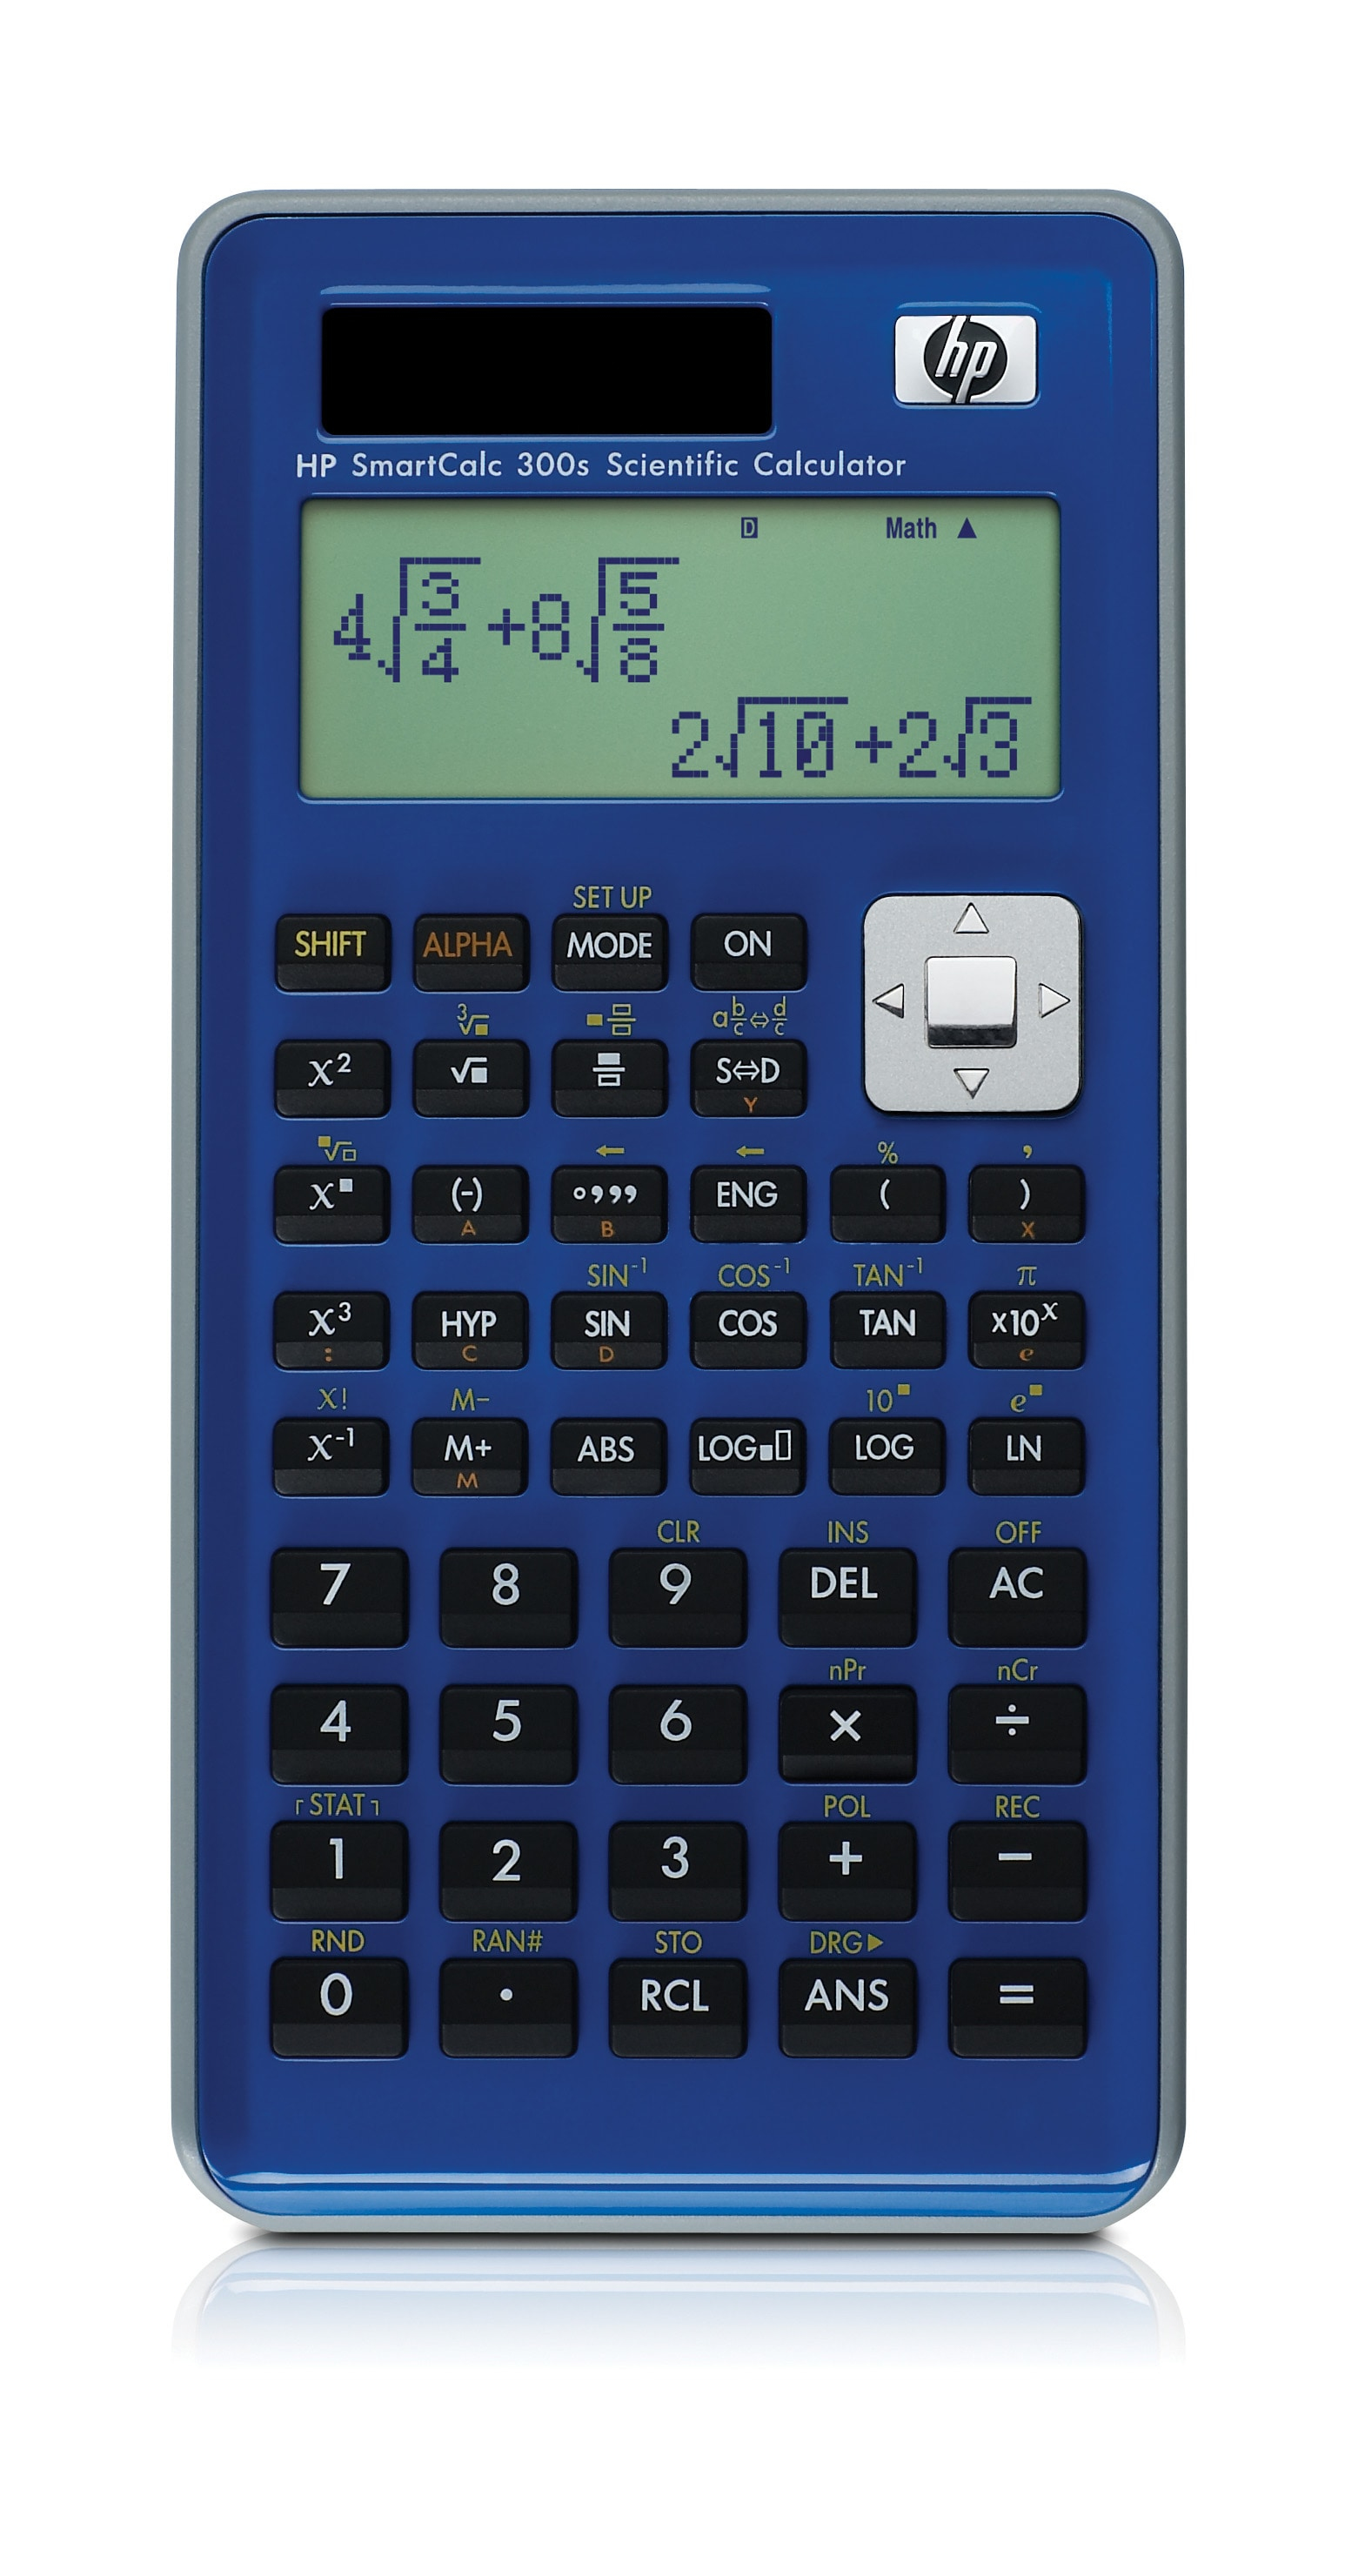 hp
HP SmartCalc 300s Scientific Calculator
D Math ▲
4√(3/4)+8√(5/8)
2√10+2√3
SET UP
SHIFT ALPHA MODE ON
³√■ ■□/□ a b/c⇔d/c
x² √■ ■/□ S⇔D
Y
■√□ ← ← % ,
x■ (-) °,,, ENG ( )
A B X
SIN⁻¹ COS⁻¹ TAN⁻¹ π
x³ HYP SIN COS TAN x10ˣ
: C D e
x! M− 10■ e■
x⁻¹ M+ ABS LOG■▯ LOG LN
M
CLR INS OFF
7 8 9 DEL AC
nPr nCr
4 5 6 × ÷
┌STAT┐ POL REC
1 2 3 + −
RND RAN# STO DRG▶
0 • RCL ANS =